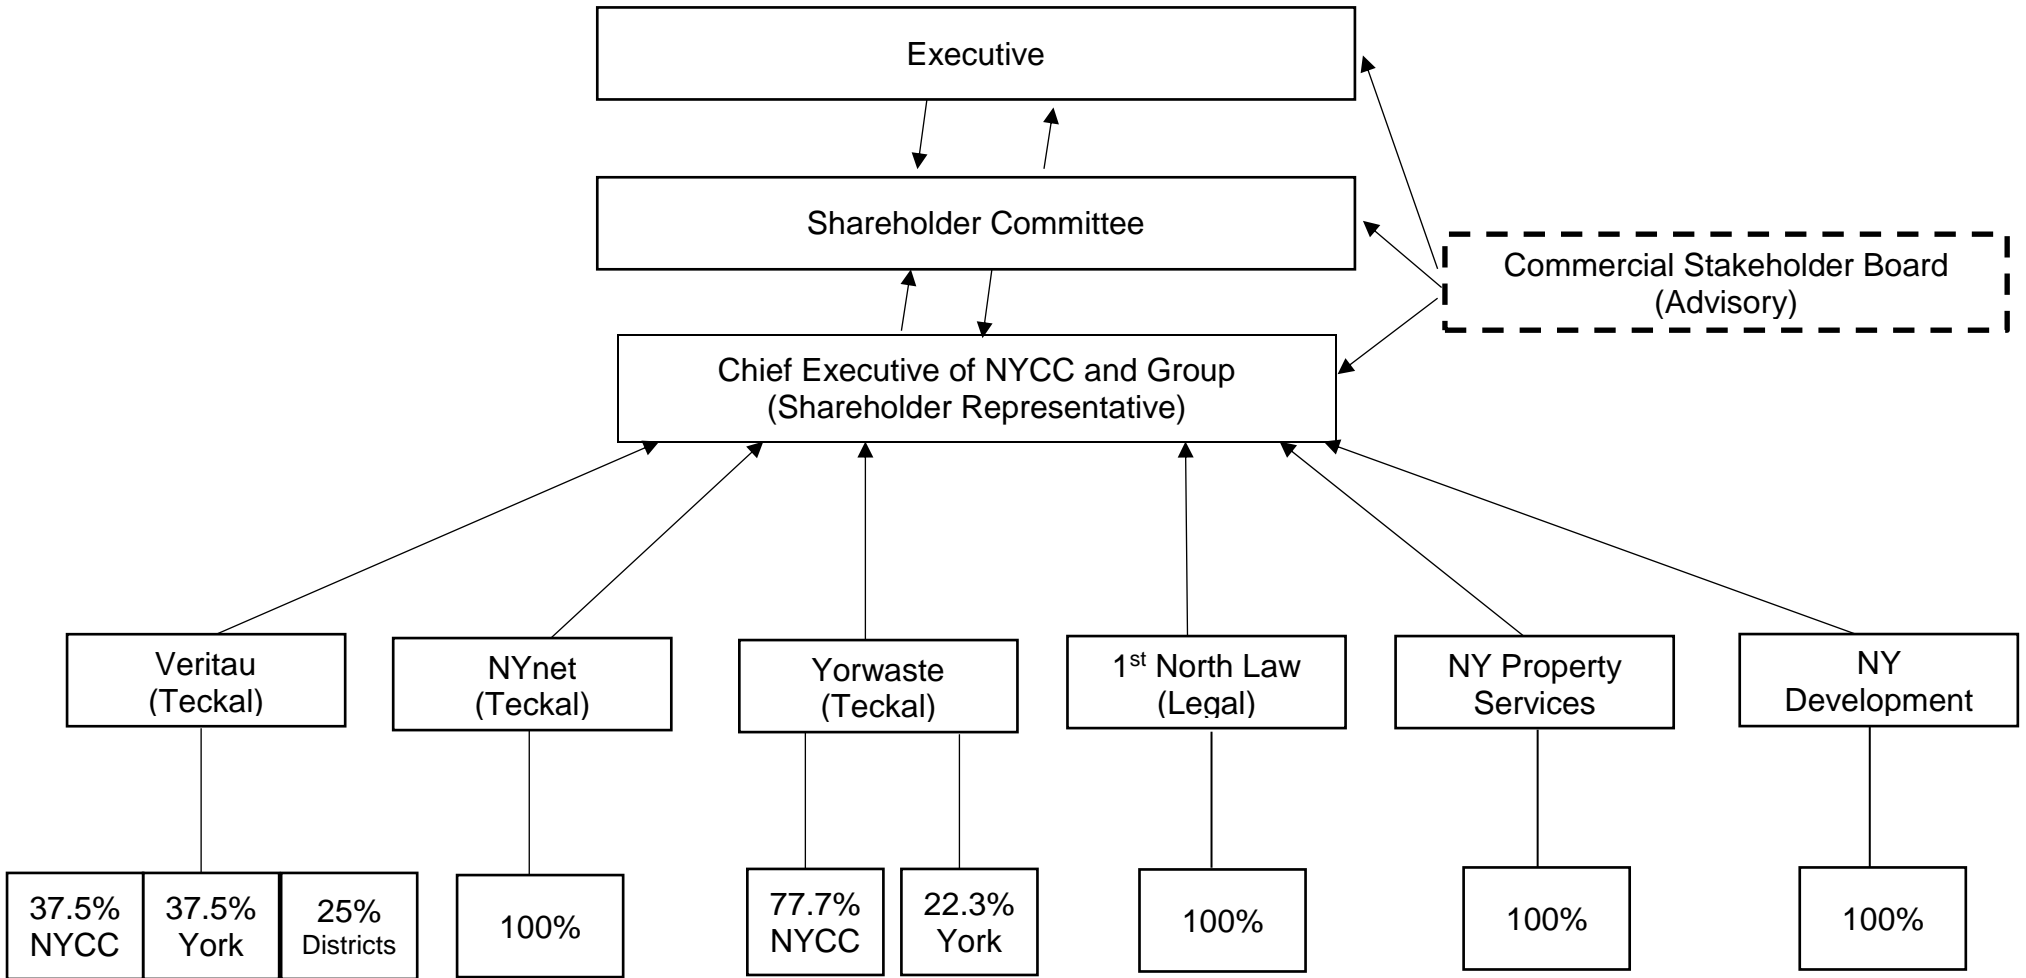 Executive
Shareholder Committee
Commercial Stakeholder Board
(Advisory)
Chief Executive of NYCC and Group
(Shareholder Representative)
Veritau
(Teckal)
NYnet
(Teckal)
Yorwaste
(Teckal)
1st North Law
(Legal)
NY Property
Services
NY
Development
37.5%
NYCC
37.5%
York
25%
Districts
100%
77.7%
NYCC
22.3%
York
100%
100%
100%